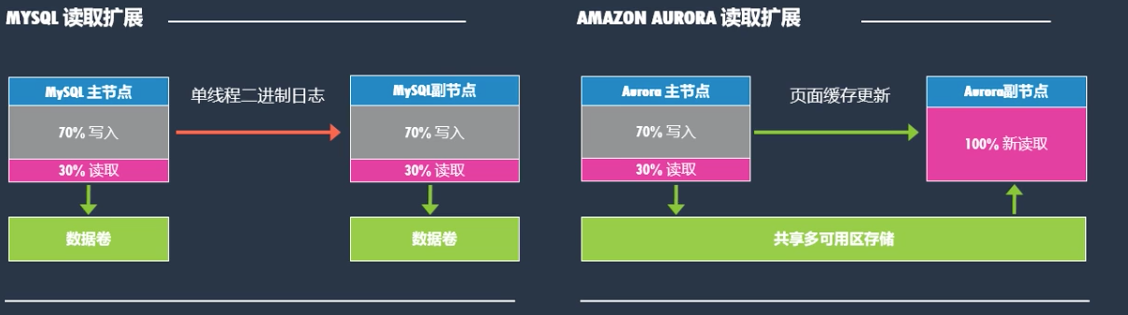 MYSQL 读取扩展
AMAZON AURORA 读取扩展
MySQL 主节点
单线程二进制日志
MySQL副节点
70% 写入
70% 写入
30% 读取
30% 读取
数据卷
数据卷
Aurora 主节点
页面缓存更新
Aurora副节点
70% 写入
100% 新读取
30% 读取
共享多可用区存储